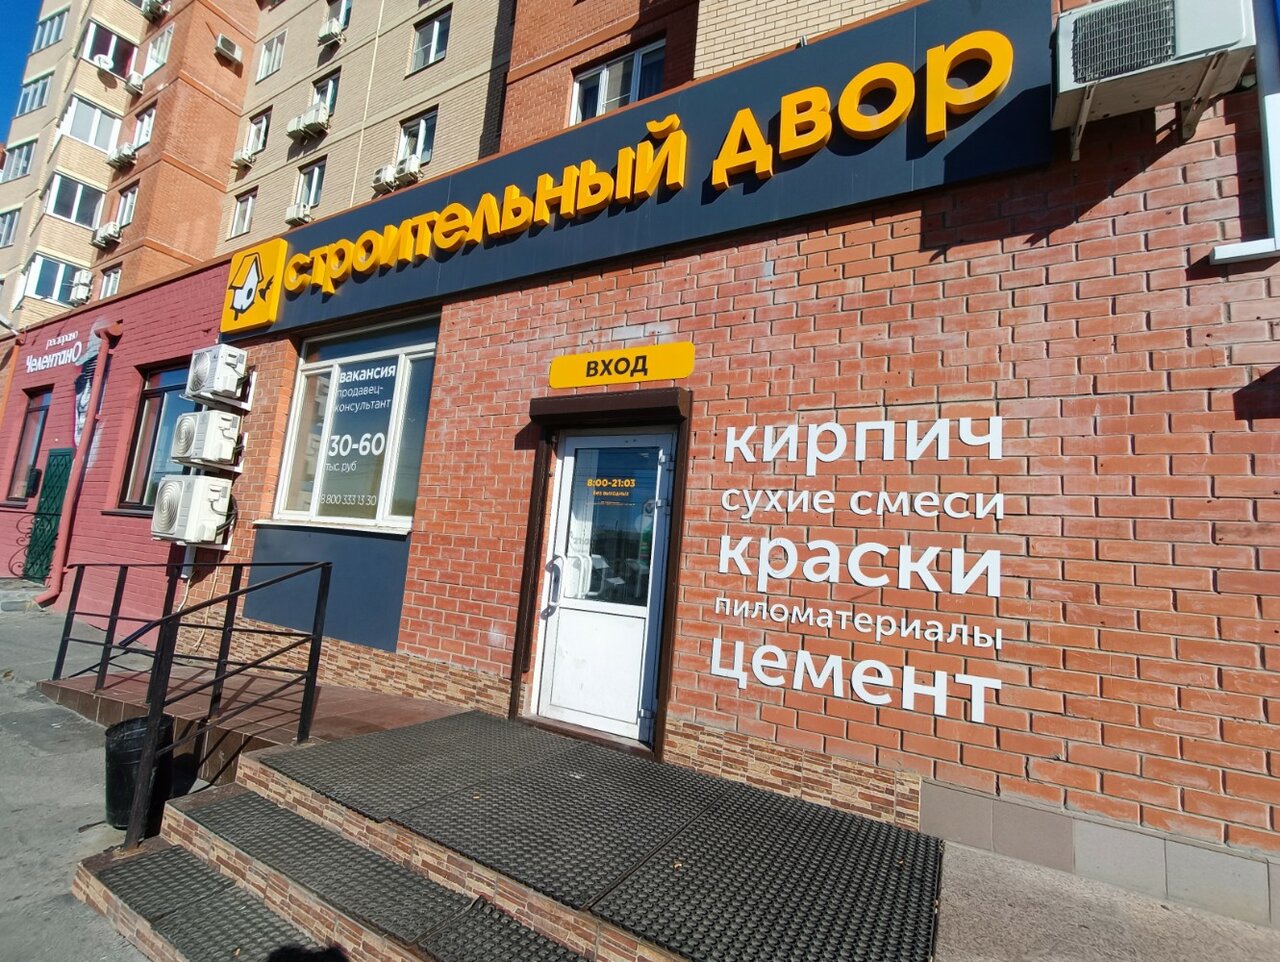 строительный двор
ресторано
Челентано
вакансия
продавец-
консультант
30-60
тыс. руб
8 800 333 13 30
ВХОД
8:00-21:03
без выходных
кирпич
сухие смеси
краски
пиломатериалы
цемент